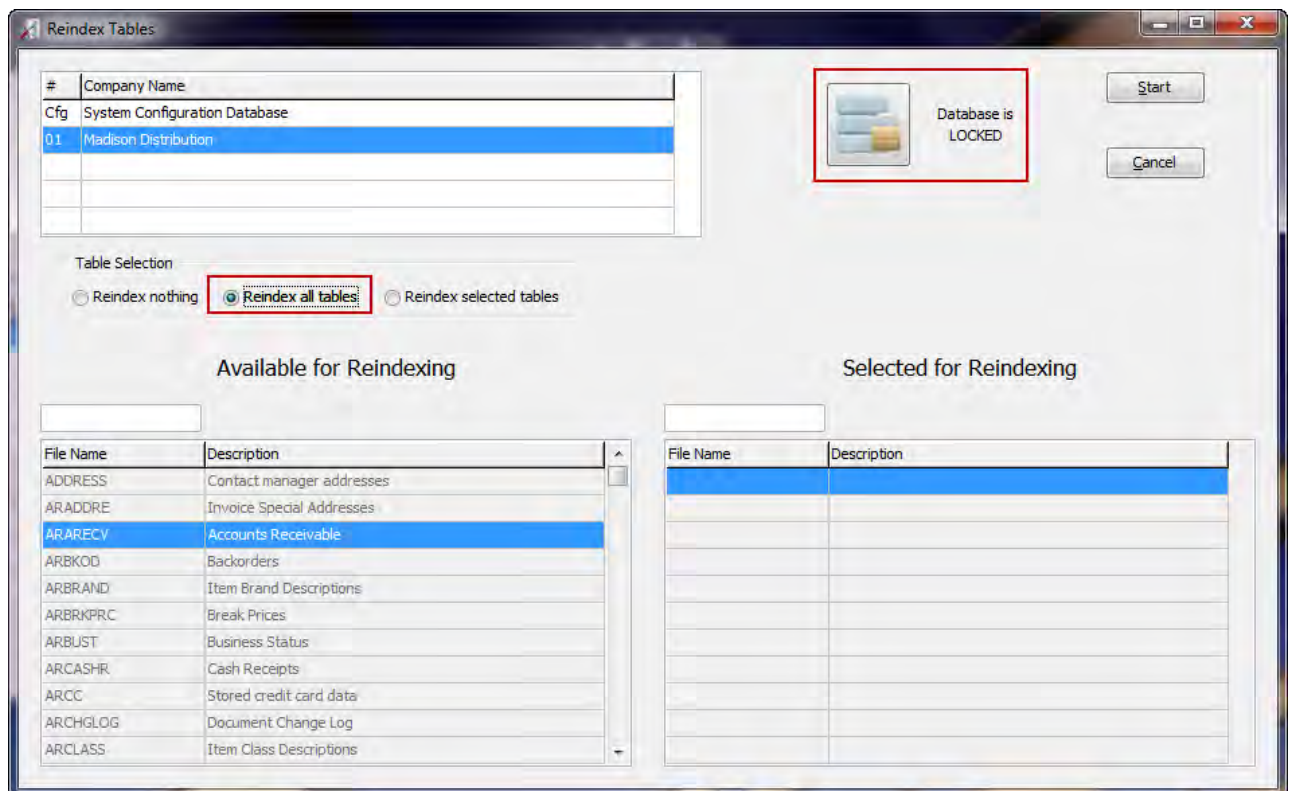 Reindex Tables
# Company Name
Cfg System Configuration Database
01 Madison Distribution
Database is
LOCKED
Start
Cancel
Table Selection
Reindex nothing Reindex all tables Reindex selected tables
Available for Reindexing
File Name Description
ADDRESS Contact manager addresses
ARADDRE Invoice Special Addresses
ARARECV Accounts Receivable
ARBKOD Backorders
ARBRAND Item Brand Descriptions
ARBRKPRC Break Prices
ARBUST Business Status
ARCASHR Cash Receipts
ARCC Stored credit card data
ARCHGLOG Document Change Log
ARCLASS Item Class Descriptions
Selected for Reindexing
File Name Description